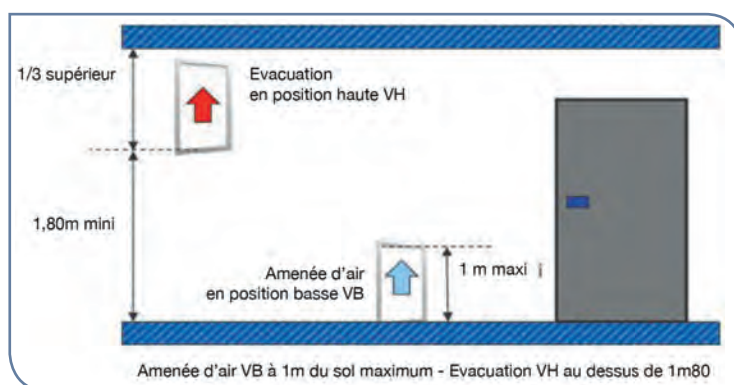 1/3 supérieur
Evacuation
en position haute VH
1,80m mini
Amenée d'air
en position basse VB
1 m maxi
Amenée d'air VB à 1m du sol maximum - Evacuation VH au dessus de 1m80